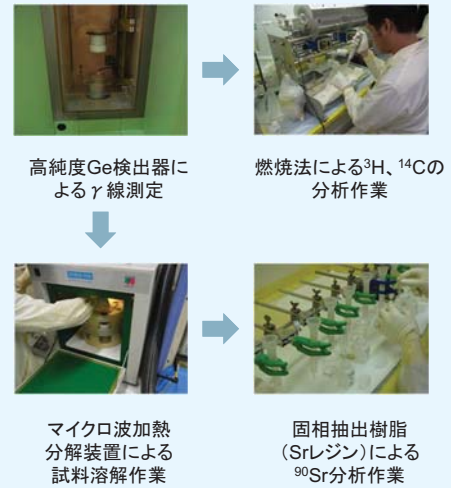 高純度Ge検出器に
よるγ線測定
燃焼法による³H、¹⁴Cの
分析作業
マイクロ波加熱
分解装置による
試料溶解作業
固相抽出樹脂
（Srレジン）による
⁹⁰Sr分析作業